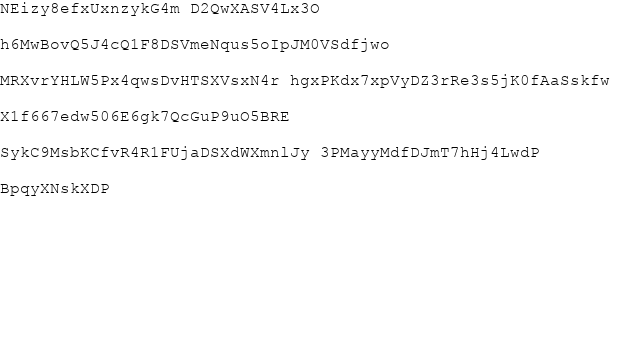 NEizy8efxUxnzykG4m D2QwXASV4Lx3O
h6MwBovQ5J4cQ1F8DSVmeNqus5oIpJM0VSdfjwo
MRXvrYHLW5Px4qwsDvHTSXVsxN4r hgxPKdx7xpVyDZ3rRe3s5jK0fAaSskfw
X1f667edw506E6gk7QcGuP9uO5BRE
SykC9MsbKCfvR4R1FUjaDSXdWXmnlJy 3PMayyMdfDJmT7hHj4LwdP
BpqyXNskXDP